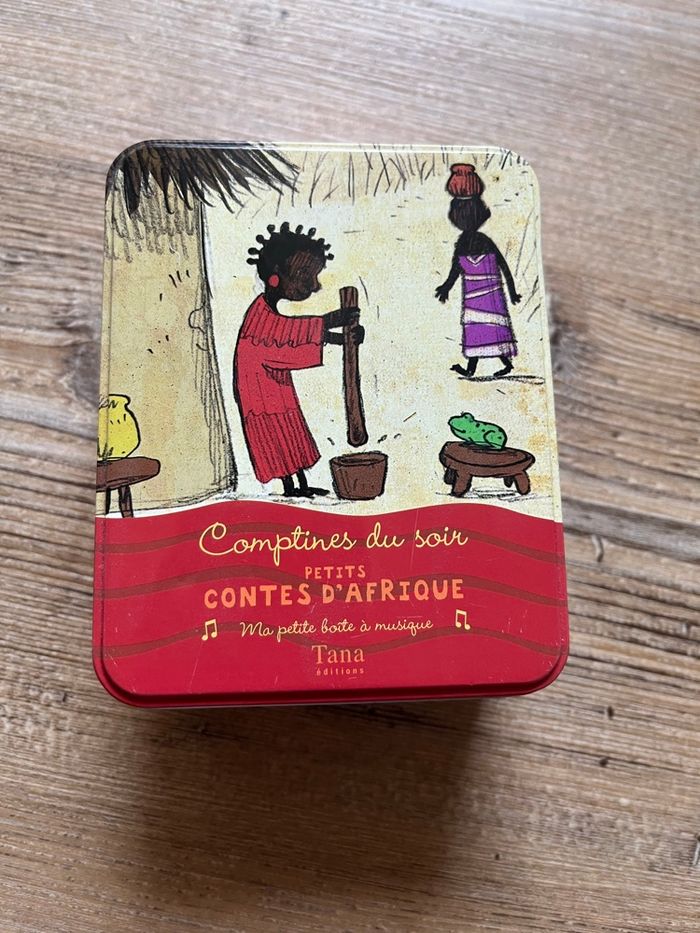 Comptines du soir
PETITS
CONTES D'AFRIQUE
Ma petite boîte à musique
Tana
éditions